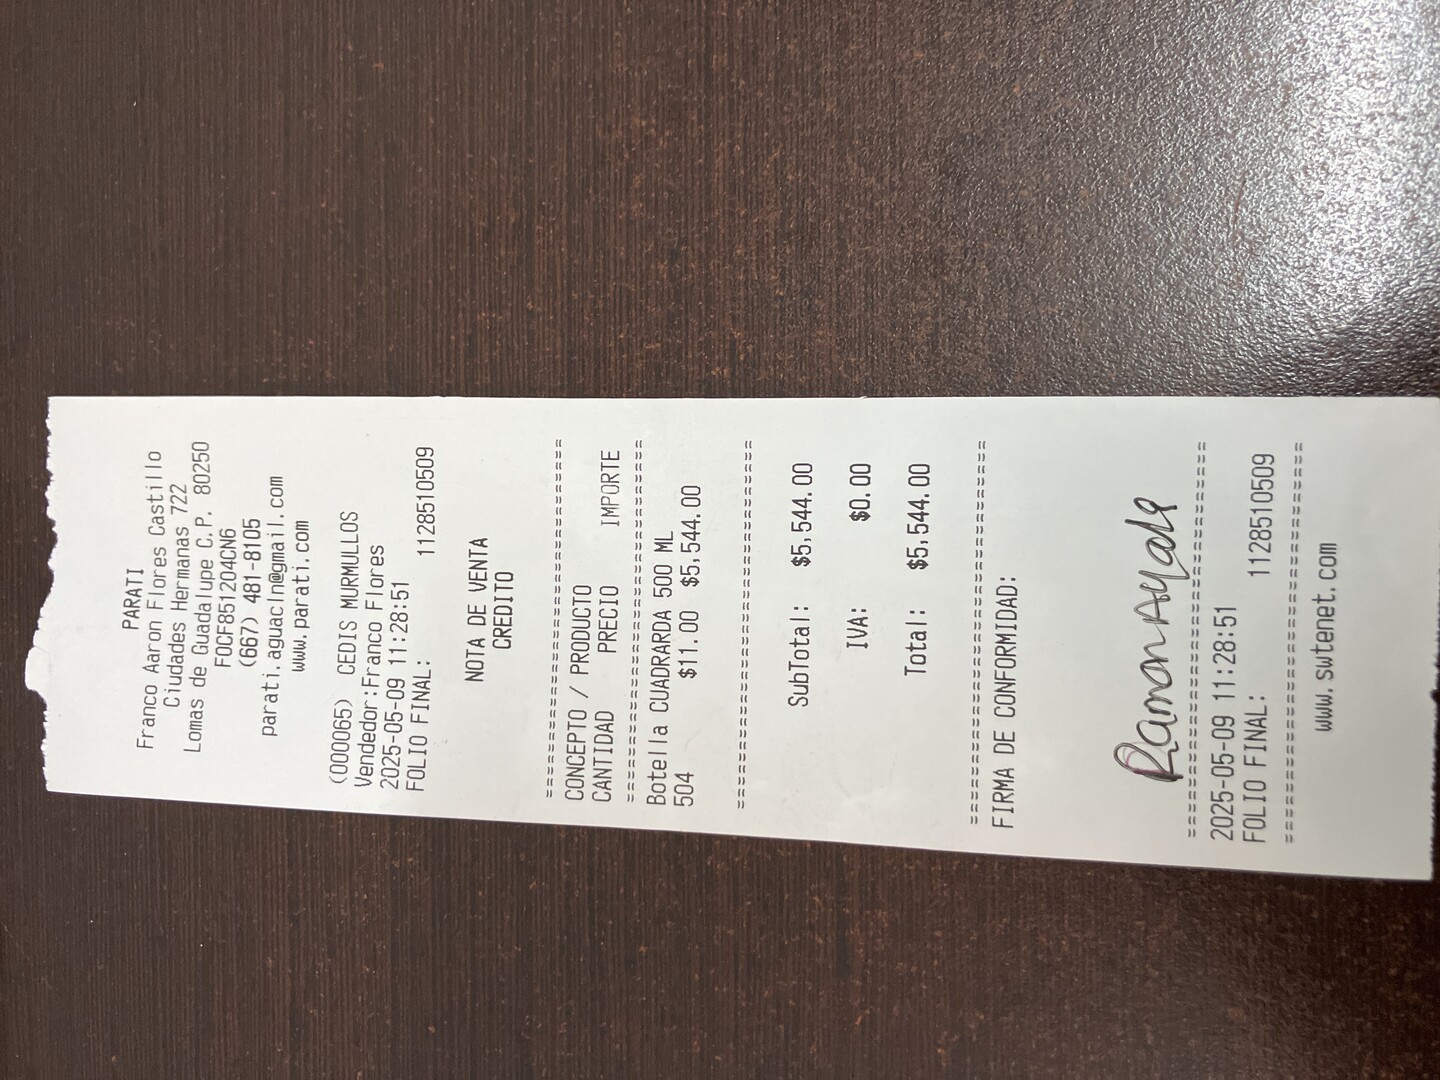 PARATI
Franco Aaron Flores Castillo
Ciudades Hermanas 722
Lomas de Guadalupe C.P. 80250
FOCF851204CN6
(667) 481-8105
parati.aguacln@gmail.com
www.parati.com
(000065) CEDIS MURMULLOS
Vendedor:Franco Flores
2025-05-09 11:28:51
FOLIO FINAL: 1128510509
NOTA DE VENTA
CREDITO
CONCEPTO / PRODUCTO
CANTIDAD PRECIO IMPORTE
Botella CUADRARDA 500 ML
504 $11.00 $5,544.00
SubTotal: $5,544.00
IVA: $0.00
Total: $5,544.00
FIRMA DE CONFORMIDAD:
Ramon Ayala
2025-05-09 11:28:51
FOLIO FINAL: 1128510509
www.swtenet.com